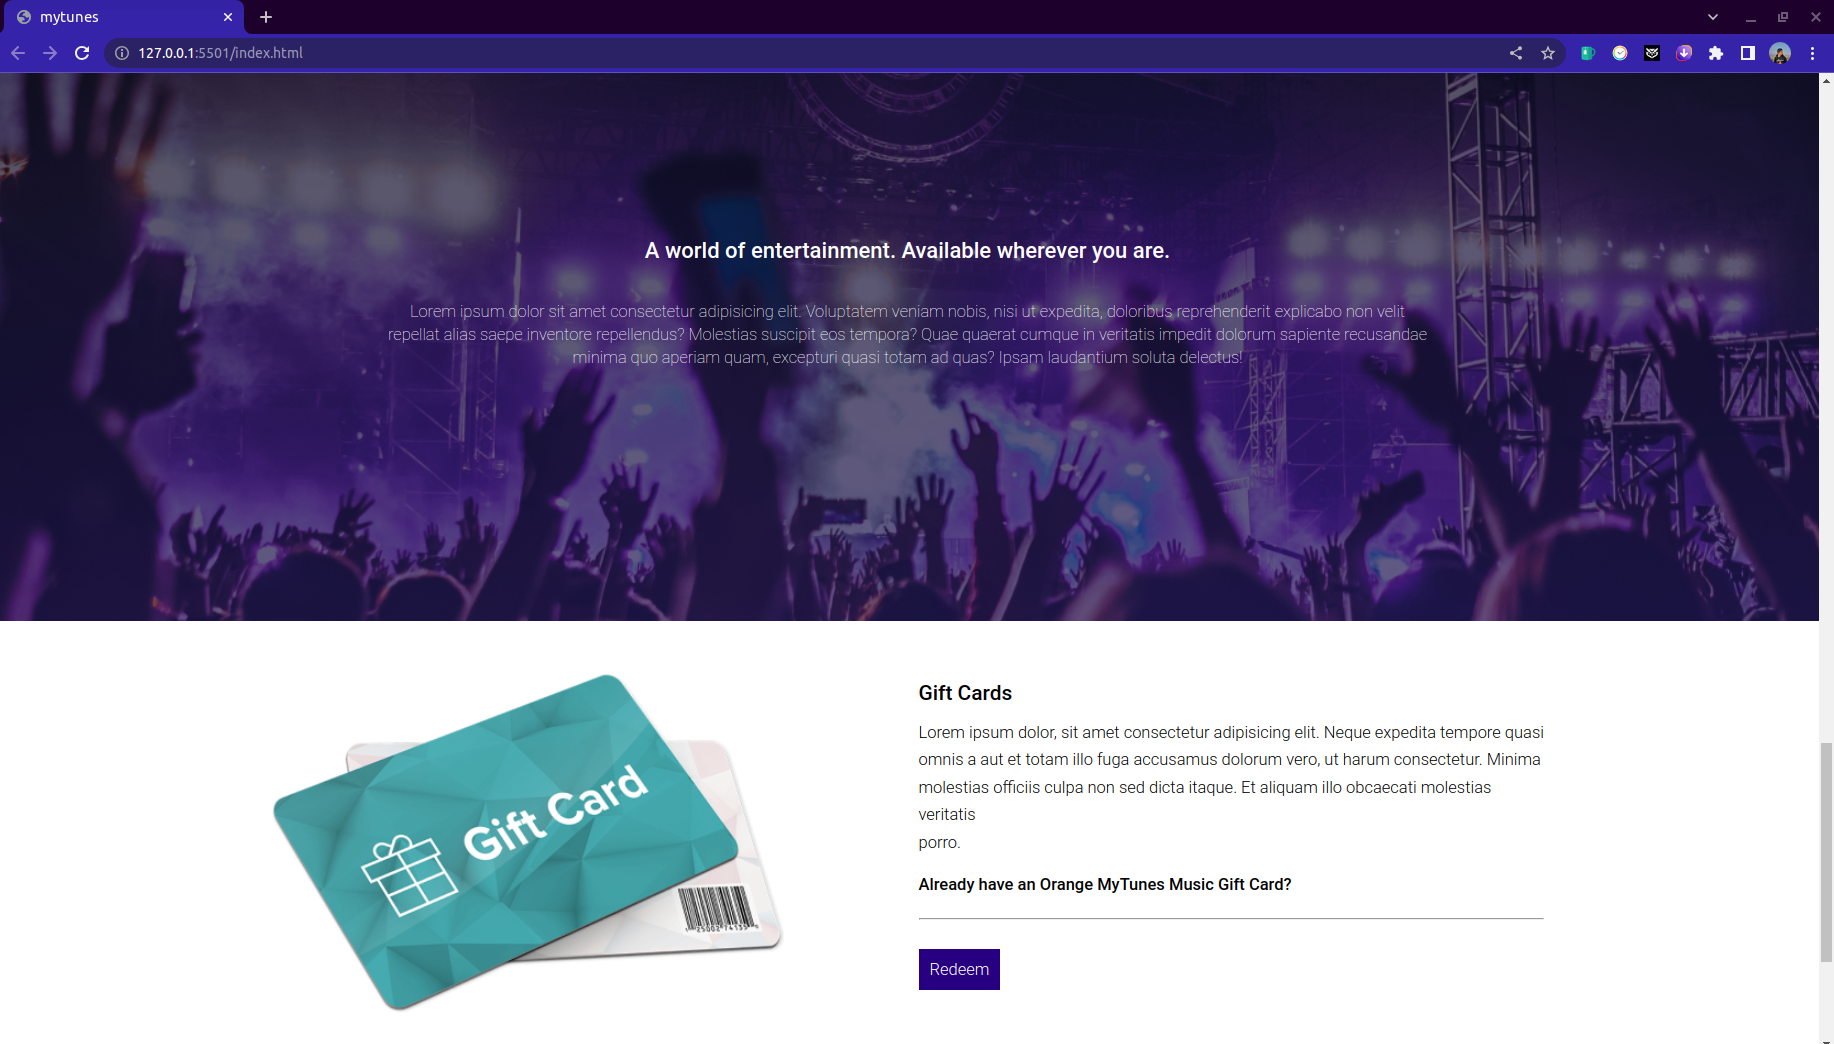 mytunes
127.0.0.1:5501/index.html
A world of entertainment. Available wherever you are.
Lorem ipsum dolor sit amet consectetur adipisicing elit. Voluptatem veniam nobis, nisi ut expedita, doloribus reprehenderit explicabo non velit
repellat alias saepe inventore repellendus? Molestias suscipit eos tempora? Quae quaerat cumque in veritatis impedit dolorum sapiente recusandae
minima quo aperiam quam, excepturi quasi totam ad quas? Ipsam laudantium soluta delectus!
Gift Card
Gift Cards
Lorem ipsum dolor, sit amet consectetur adipisicing elit. Neque expedita tempore quasi
omnis a aut et totam illo fuga accusamus dolorum vero, ut harum consectetur. Minima
molestias officiis culpa non sed dicta itaque. Et aliquam illo obcaecati molestias
veritatis
porro.
Already have an Orange MyTunes Music Gift Card?
Redeem